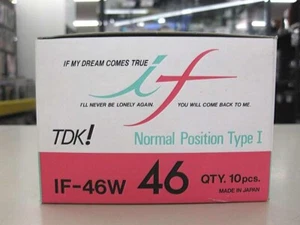 IF MY DREAM COMES TRUE
if
I'LL NEVER BE LONELY AGAIN. YOU WILL COME BACK TO ME.
TDK! Normal Position Type I
IF-46W 46 QTY. 10pcs.
MADE IN JAPAN